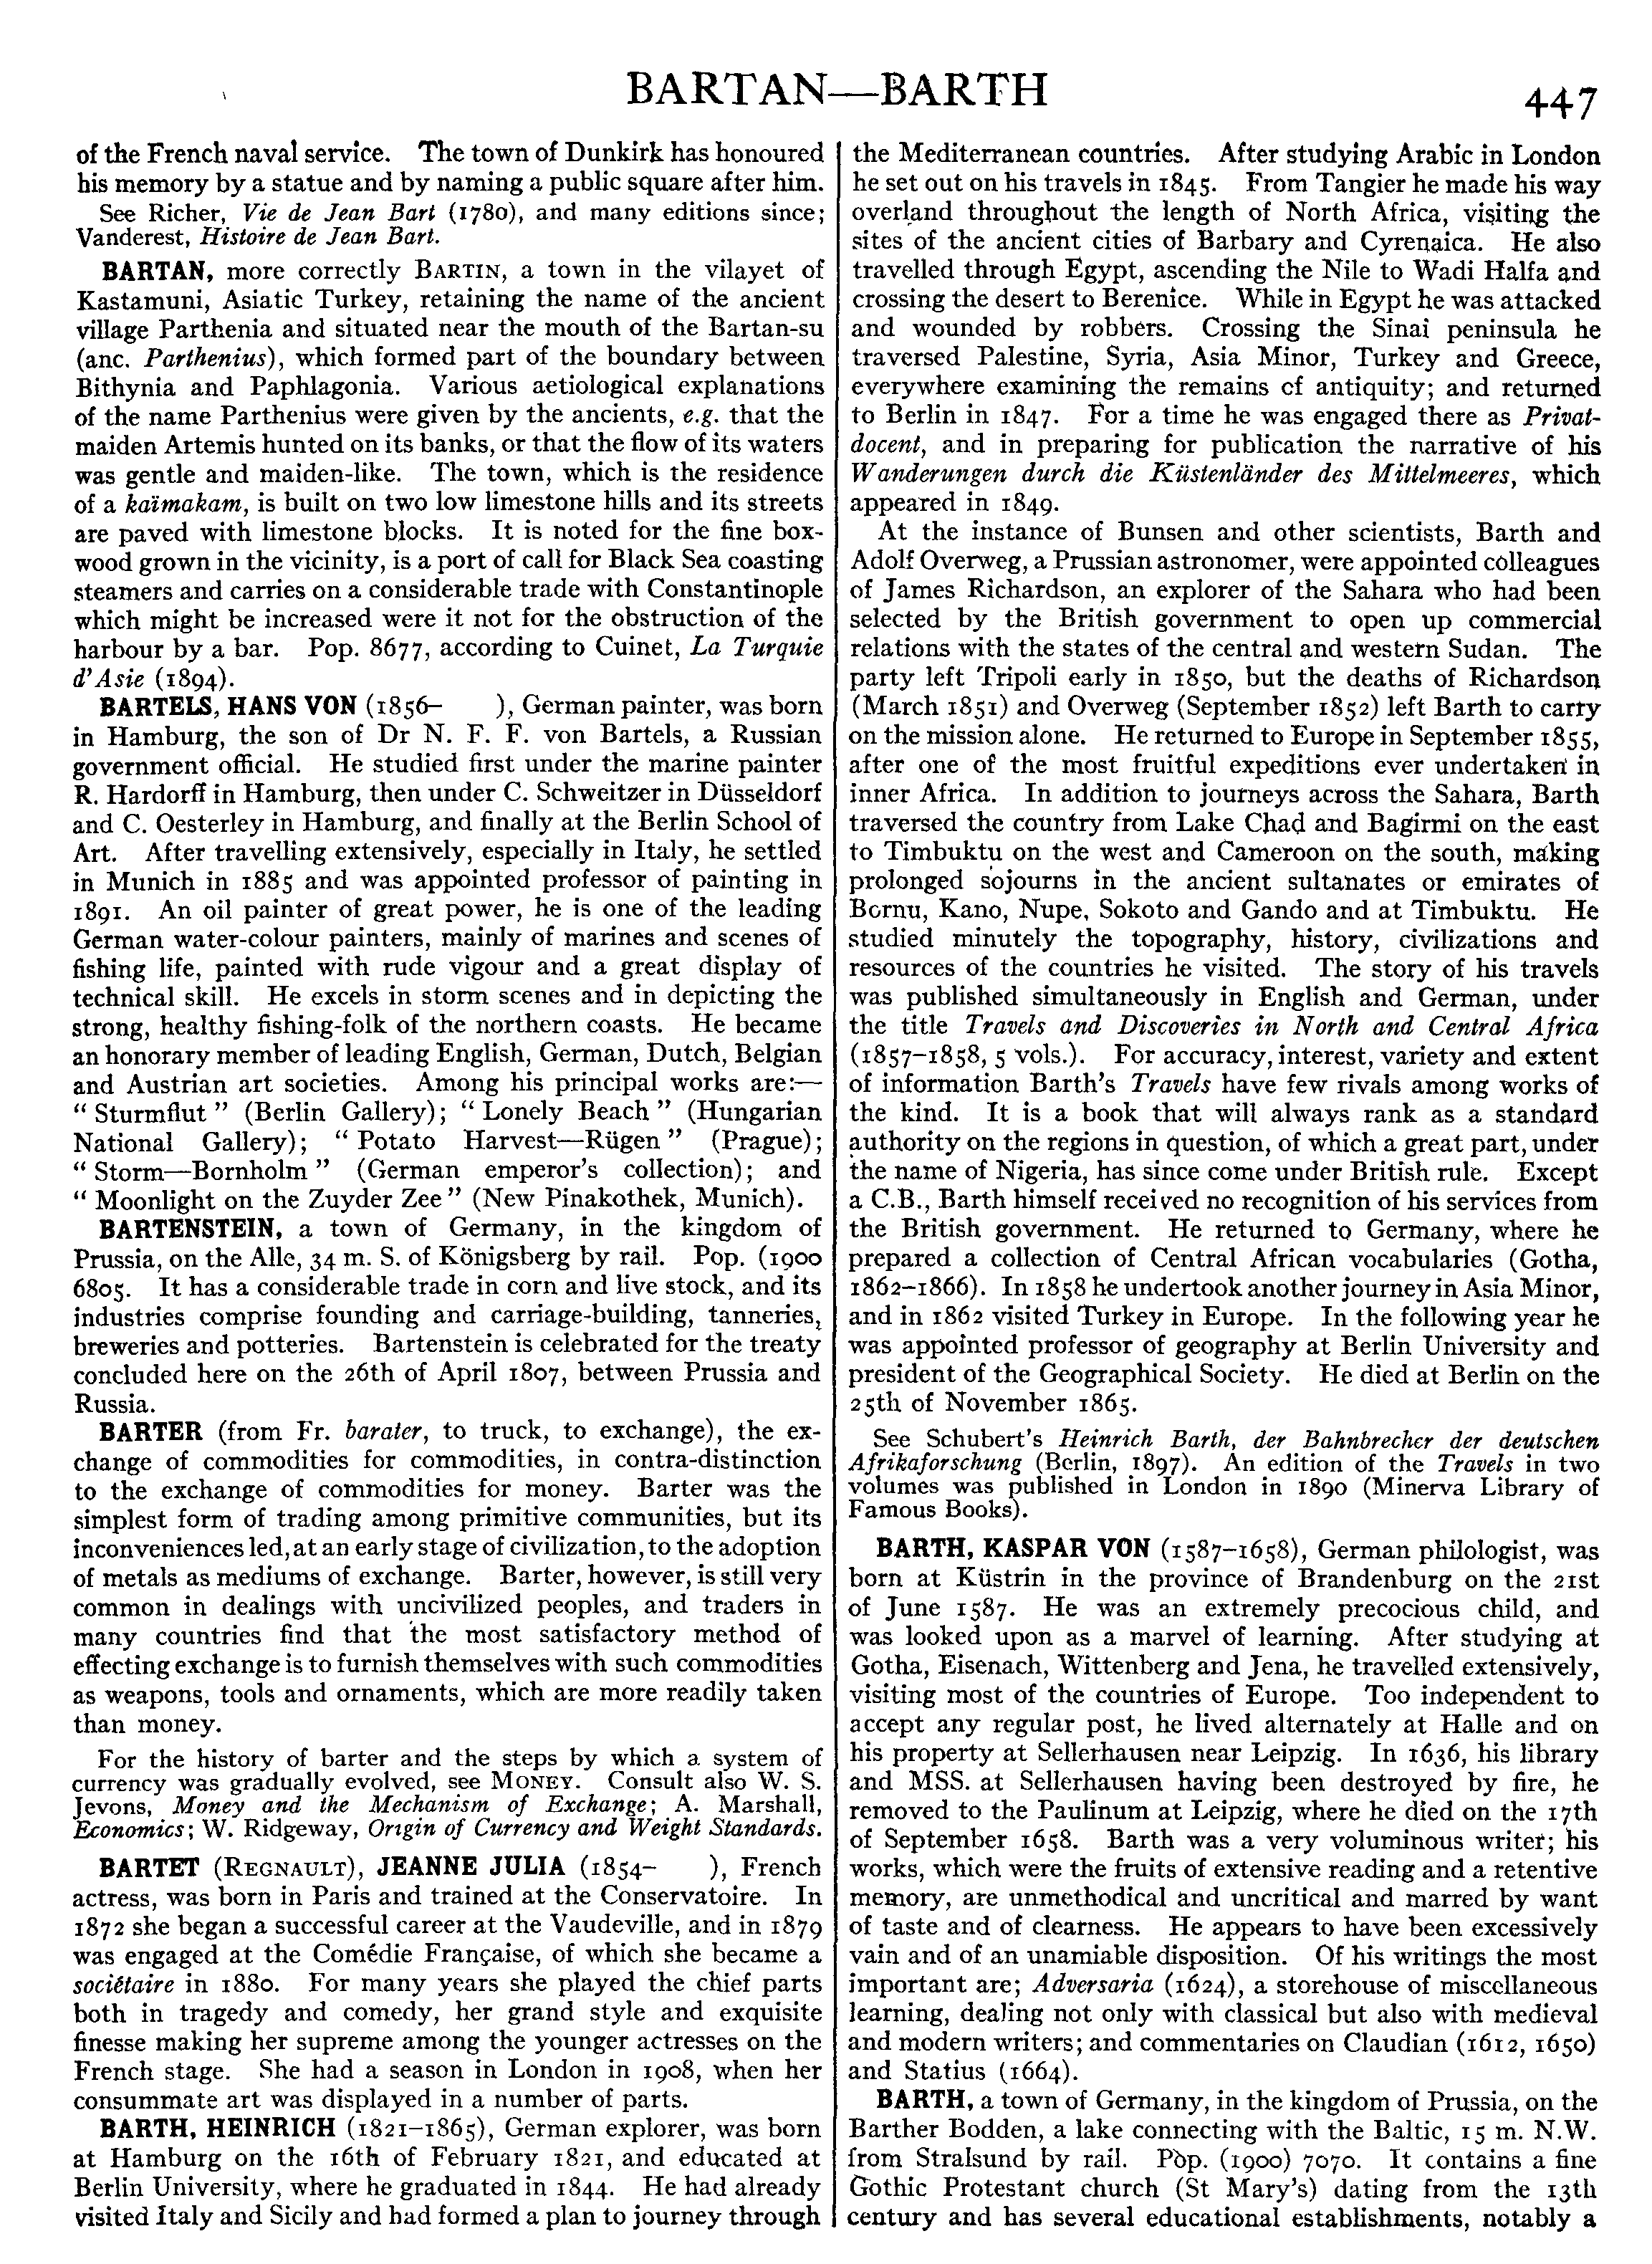 BARTAN—BARTH
447
of the French naval service. The town of Dunkirk has honoured
his memory by a statue and by naming a public square after him.
See Richer, Vie de Jean Bart (1780), and many editions since;
Vanderest, Histoire de Jean Bart.
BARTAN, more correctly BARTIN, a town in the vilayet of
Kastamuni, Asiatic Turkey, retaining the name of the ancient
village Parthenia and situated near the mouth of the Bartan-su
(anc. Parthenius), which formed part of the boundary between
Bithynia and Paphlagonia. Various aetiological explanations
of the name Parthenius were given by the ancients, e.g. that the
maiden Artemis hunted on its banks, or that the flow of its waters
was gentle and maiden-like. The town, which is the residence
of a kaïmakam, is built on two low limestone hills and its streets
are paved with limestone blocks. It is noted for the fine box-
wood grown in the vicinity, is a port of call for Black Sea coasting
steamers and carries on a considerable trade with Constantinople
which might be increased were it not for the obstruction of the
harbour by a bar. Pop. 8677, according to Cuinet, La Turquie
d'Asie (1894).
BARTELS, HANS VON (1856– ), German painter, was born
in Hamburg, the son of Dr N. F. F. von Bartels, a Russian
government official. He studied first under the marine painter
R. Hardorff in Hamburg, then under C. Schweitzer in Düsseldorf
and C. Oesterley in Hamburg, and finally at the Berlin School of
Art. After travelling extensively, especially in Italy, he settled
in Munich in 1885 and was appointed professor of painting in
1891. An oil painter of great power, he is one of the leading
German water-colour painters, mainly of marines and scenes of
fishing life, painted with rude vigour and a great display of
technical skill. He excels in storm scenes and in depicting the
strong, healthy fishing-folk of the northern coasts. He became
an honorary member of leading English, German, Dutch, Belgian
and Austrian art societies. Among his principal works are:—
“ Sturmflut ” (Berlin Gallery); “ Lonely Beach ” (Hungarian
National Gallery); “ Potato Harvest—Rügen ” (Prague);
“ Storm—Bornholm ” (German emperor's collection); and
“ Moonlight on the Zuyder Zee ” (New Pinakothek, Munich).
BARTENSTEIN, a town of Germany, in the kingdom of
Prussia, on the Alle, 34 m. S. of Königsberg by rail. Pop. (1900
6805. It has a considerable trade in corn and live stock, and its
industries comprise founding and carriage-building, tanneries,
breweries and potteries. Bartenstein is celebrated for the treaty
concluded here on the 26th of April 1807, between Prussia and
Russia.
BARTER (from Fr. barater, to truck, to exchange), the ex-
change of commodities for commodities, in contra-distinction
to the exchange of commodities for money. Barter was the
simplest form of trading among primitive communities, but its
inconveniences led, at an early stage of civilization, to the adoption
of metals as mediums of exchange. Barter, however, is still very
common in dealings with uncivilized peoples, and traders in
many countries find that the most satisfactory method of
effecting exchange is to furnish themselves with such commodities
as weapons, tools and ornaments, which are more readily taken
than money.
For the history of barter and the steps by which a system of
currency was gradually evolved, see MONEY. Consult also W. S.
Jevons, Money and the Mechanism of Exchange; A. Marshall,
Economics; W. Ridgeway, Origin of Currency and Weight Standards.
BARTET (REGNAULT), JEANNE JULIA (1854– ), French
actress, was born in Paris and trained at the Conservatoire. In
1872 she began a successful career at the Vaudeville, and in 1879
was engaged at the Comédie Française, of which she became a
sociétaire in 1880. For many years she played the chief parts
both in tragedy and comedy, her grand style and exquisite
finesse making her supreme among the younger actresses on the
French stage. She had a season in London in 1908, when her
consummate art was displayed in a number of parts.
BARTH, HEINRICH (1821–1865), German explorer, was born
at Hamburg on the 16th of February 1821, and educated at
Berlin University, where he graduated in 1844. He had already
visited Italy and Sicily and had formed a plan to journey through
the Mediterranean countries. After studying Arabic in London
he set out on his travels in 1845. From Tangier he made his way
overland throughout the length of North Africa, visiting the
sites of the ancient cities of Barbary and Cyrenaica. He also
travelled through Egypt, ascending the Nile to Wadi Halfa and
crossing the desert to Berenice. While in Egypt he was attacked
and wounded by robbers. Crossing the Sinai peninsula he
traversed Palestine, Syria, Asia Minor, Turkey and Greece,
everywhere examining the remains of antiquity; and returned
to Berlin in 1847. For a time he was engaged there as Privat-
docent, and in preparing for publication the narrative of his
Wanderungen durch die Küstenländer des Mittelmeeres, which
appeared in 1849.
At the instance of Bunsen and other scientists, Barth and
Adolf Overweg, a Prussian astronomer, were appointed colleagues
of James Richardson, an explorer of the Sahara who had been
selected by the British government to open up commercial
relations with the states of the central and western Sudan. The
party left Tripoli early in 1850, but the deaths of Richardson
(March 1851) and Overweg (September 1852) left Barth to carry
on the mission alone. He returned to Europe in September 1855,
after one of the most fruitful expeditions ever undertaken in
inner Africa. In addition to journeys across the Sahara, Barth
traversed the country from Lake Chad and Bagirmi on the east
to Timbuktu on the west and Cameroon on the south, making
prolonged sojourns in the ancient sultanates or emirates of
Bornu, Kano, Nupe, Sokoto and Gando and at Timbuktu. He
studied minutely the topography, history, civilizations and
resources of the countries he visited. The story of his travels
was published simultaneously in English and German, under
the title Travels and Discoveries in North and Central Africa
(1857–1858, 5 vols.). For accuracy, interest, variety and extent
of information Barth's Travels have few rivals among works of
the kind. It is a book that will always rank as a standard
authority on the regions in question, of which a great part, under
the name of Nigeria, has since come under British rule. Except
a C.B., Barth himself received no recognition of his services from
the British government. He returned to Germany, where he
prepared a collection of Central African vocabularies (Gotha,
1862–1866). In 1858 he undertook another journey in Asia Minor,
and in 1862 visited Turkey in Europe. In the following year he
was appointed professor of geography at Berlin University and
president of the Geographical Society. He died at Berlin on the
25th of November 1865.
See Schubert's Heinrich Barth, der Bahnbrecher der deutschen
Afrikaforschung (Berlin, 1897). An edition of the Travels in two
volumes was published in London in 1890 (Minerva Library of
Famous Books).
BARTH, KASPAR VON (1587–1658), German philologist, was
born at Küstrin in the province of Brandenburg on the 21st
of June 1587. He was an extremely precocious child, and
was looked upon as a marvel of learning. After studying at
Gotha, Eisenach, Wittenberg and Jena, he travelled extensively,
visiting most of the countries of Europe. Too independent to
accept any regular post, he lived alternately at Halle and on
his property at Sellerhausen near Leipzig. In 1636, his library
and MSS. at Sellerhausen having been destroyed by fire, he
removed to the Paulinum at Leipzig, where he died on the 17th
of September 1658. Barth was a very voluminous writer; his
works, which were the fruits of extensive reading and a retentive
memory, are unmethodical and uncritical and marred by want
of taste and of clearness. He appears to have been excessively
vain and of an unamiable disposition. Of his writings the most
important are; Adversaria (1624), a storehouse of miscellaneous
learning, dealing not only with classical but also with medieval
and modern writers; and commentaries on Claudian (1612, 1650)
and Statius (1664).
BARTH, a town of Germany, in the kingdom of Prussia, on the
Barther Bodden, a lake connecting with the Baltic, 15 m. N.W.
from Stralsund by rail. Pop. (1900) 7070. It contains a fine
Gothic Protestant church (St Mary's) dating from the 13th
century and has several educational establishments, notably a